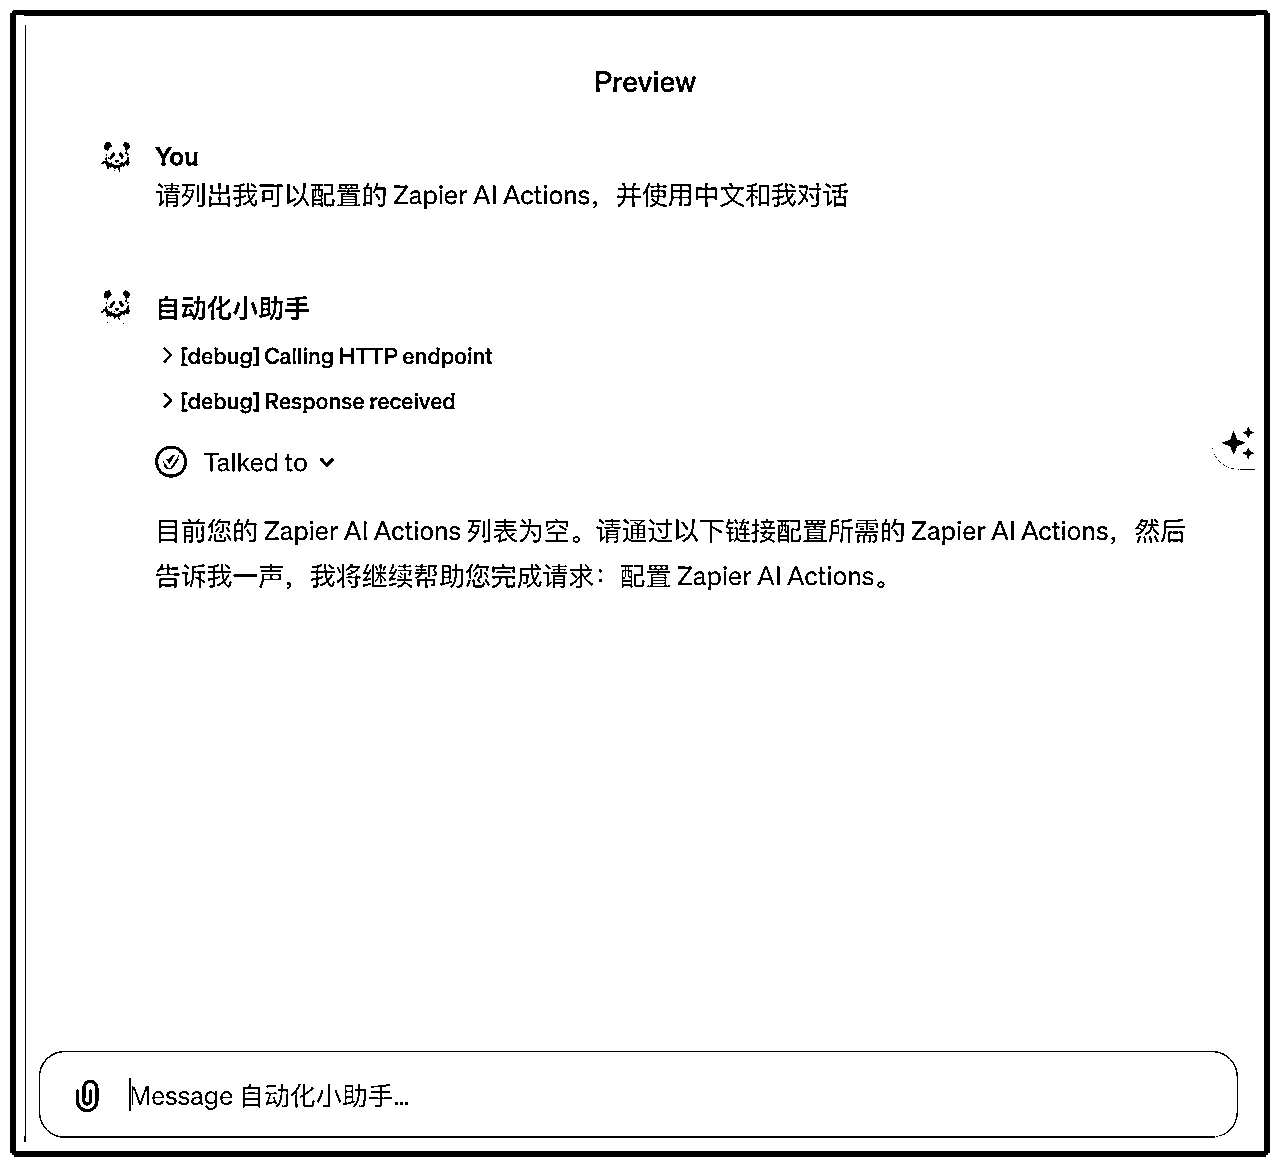 Preview
You
请列出我可以配置的 Zapier AI Actions，并使用中文和我对话
自动化小助手
[debug] Calling HTTP endpoint
[debug] Response received
Talked to
目前您的 Zapier AI Actions 列表为空。请通过以下链接配置所需的 Zapier AI Actions，然后
告诉我一声，我将继续帮助您完成请求：配置 Zapier AI Actions。
Message 自动化小助手...